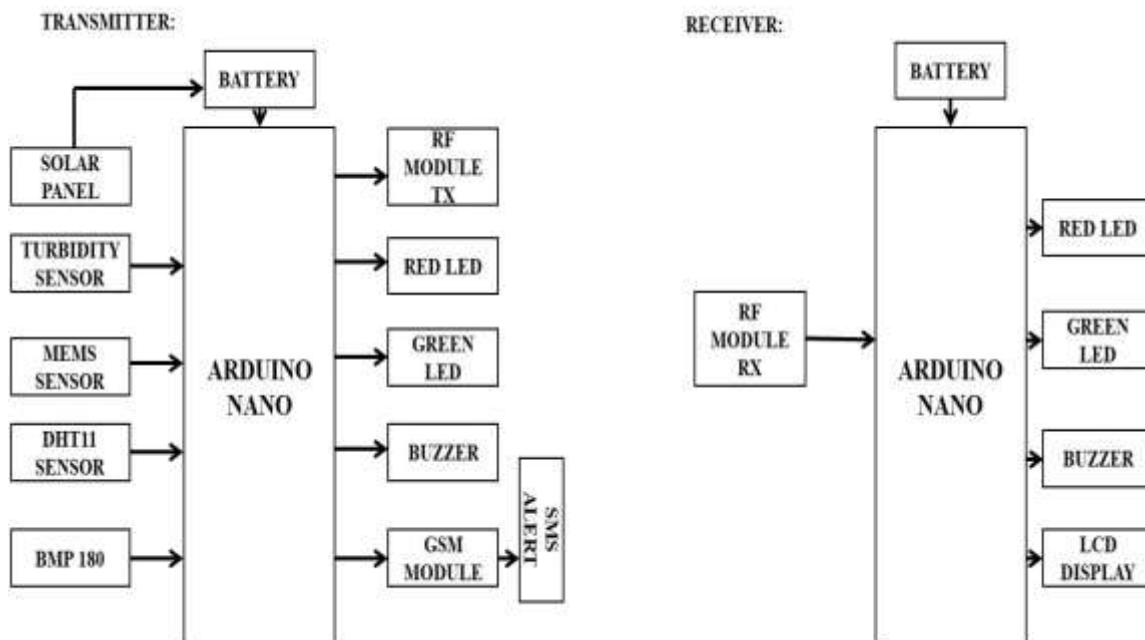 TRANSMITTER:
BATTERY
SOLAR
PANEL
TURBIDITY
SENSOR
MEMS
SENSOR
DHT11
SENSOR
BMP 180
ARDUINO
NANO
RF
MODULE
TX
RED LED
GREEN
LED
BUZZER
GSM
MODULE
SMS
ALERT
RECEIVER:
BATTERY
RF
MODULE
RX
ARDUINO
NANO
RED LED
GREEN
LED
BUZZER
LCD
DISPLAY